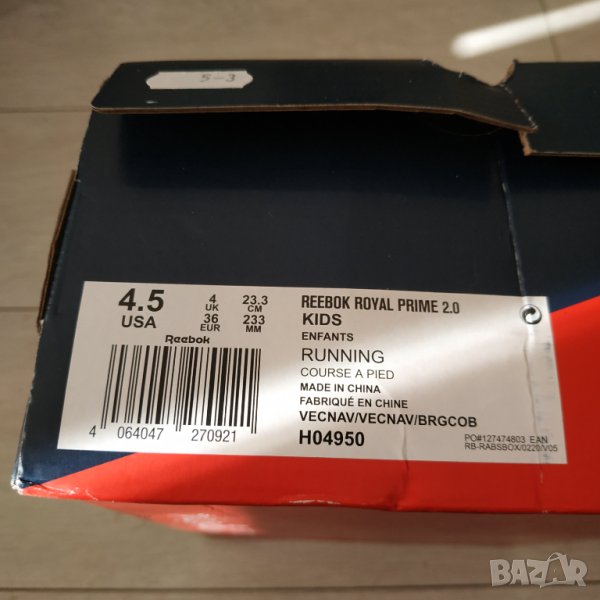 5-3
4.5
USA
4
UK
36
EUR
23.3
CM
233
MM
Reebok
4 064047 270921
REEBOK ROYAL PRIME 2.0
KIDS
ENFANTS
RUNNING
COURSE A PIED
MADE IN CHINA
FABRIQUÉ EN CHINE
VECNAV/VECNAV/BRGCOB
H04950
PO#127474803 EAN
RB-RABSBOX/0220/V05
BAZAR